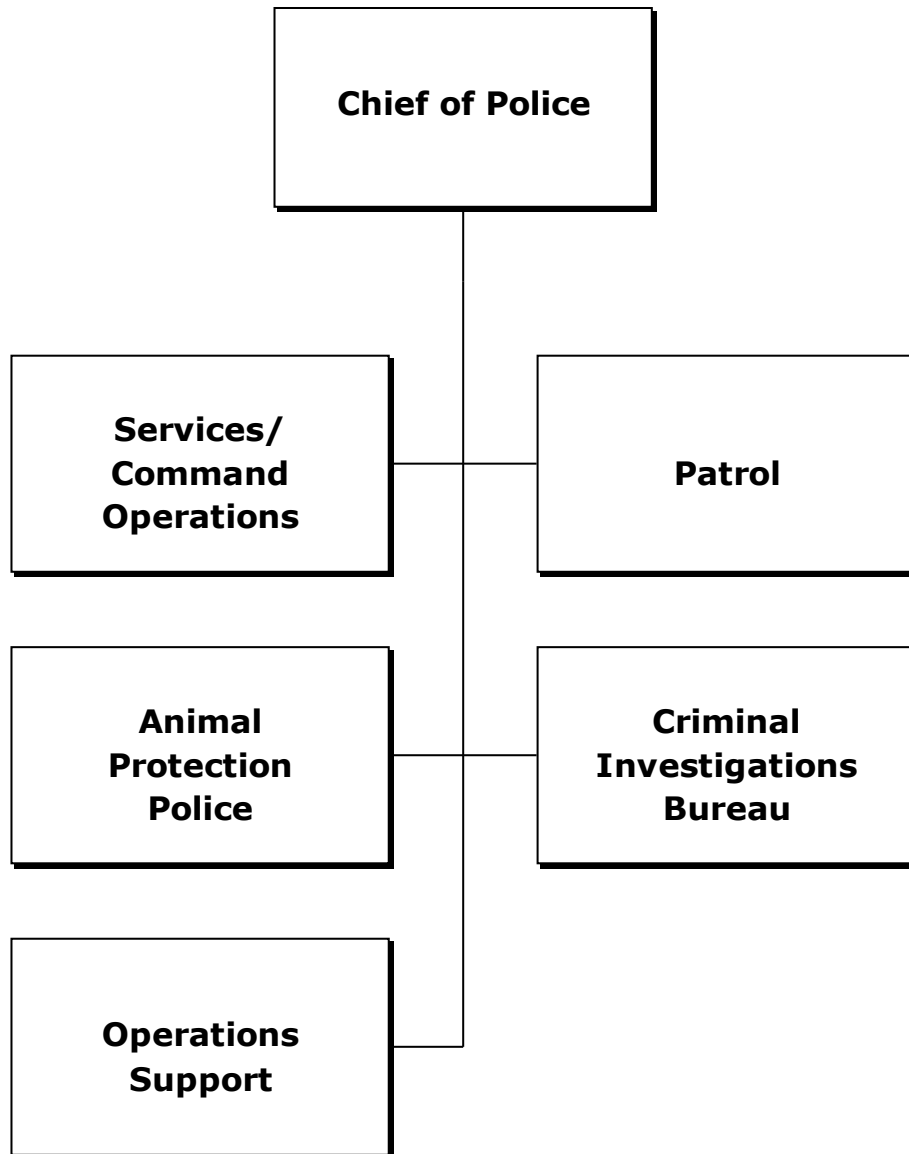 Chief of Police
Services/
Command
Operations
Patrol
Animal
Protection
Police
Criminal
Investigations
Bureau
Operations
Support